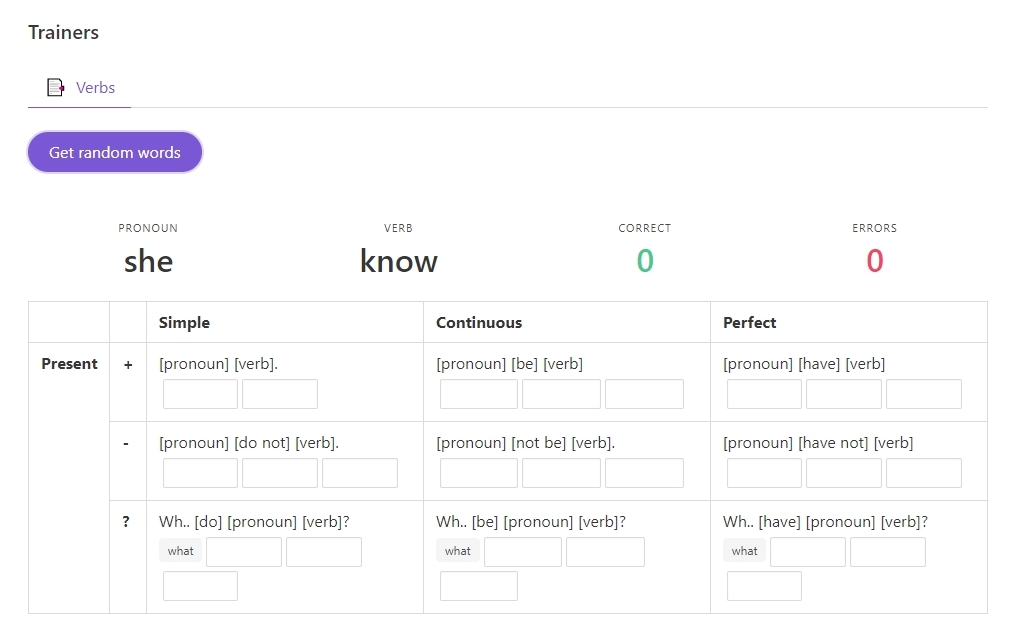 Trainers
Verbs
Get random words
PRONOUN VERB CORRECT ERRORS
she know 0 0
Simple Continuous Perfect
Present + [pronoun] [verb]. [pronoun] [be] [verb] [pronoun] [have] [verb]
- [pronoun] [do not] [verb]. [pronoun] [not be] [verb]. [pronoun] [have not] [verb]
? Wh.. [do] [pronoun] [verb]? Wh.. [be] [pronoun] [verb]? Wh.. [have] [pronoun] [verb]?
what what what